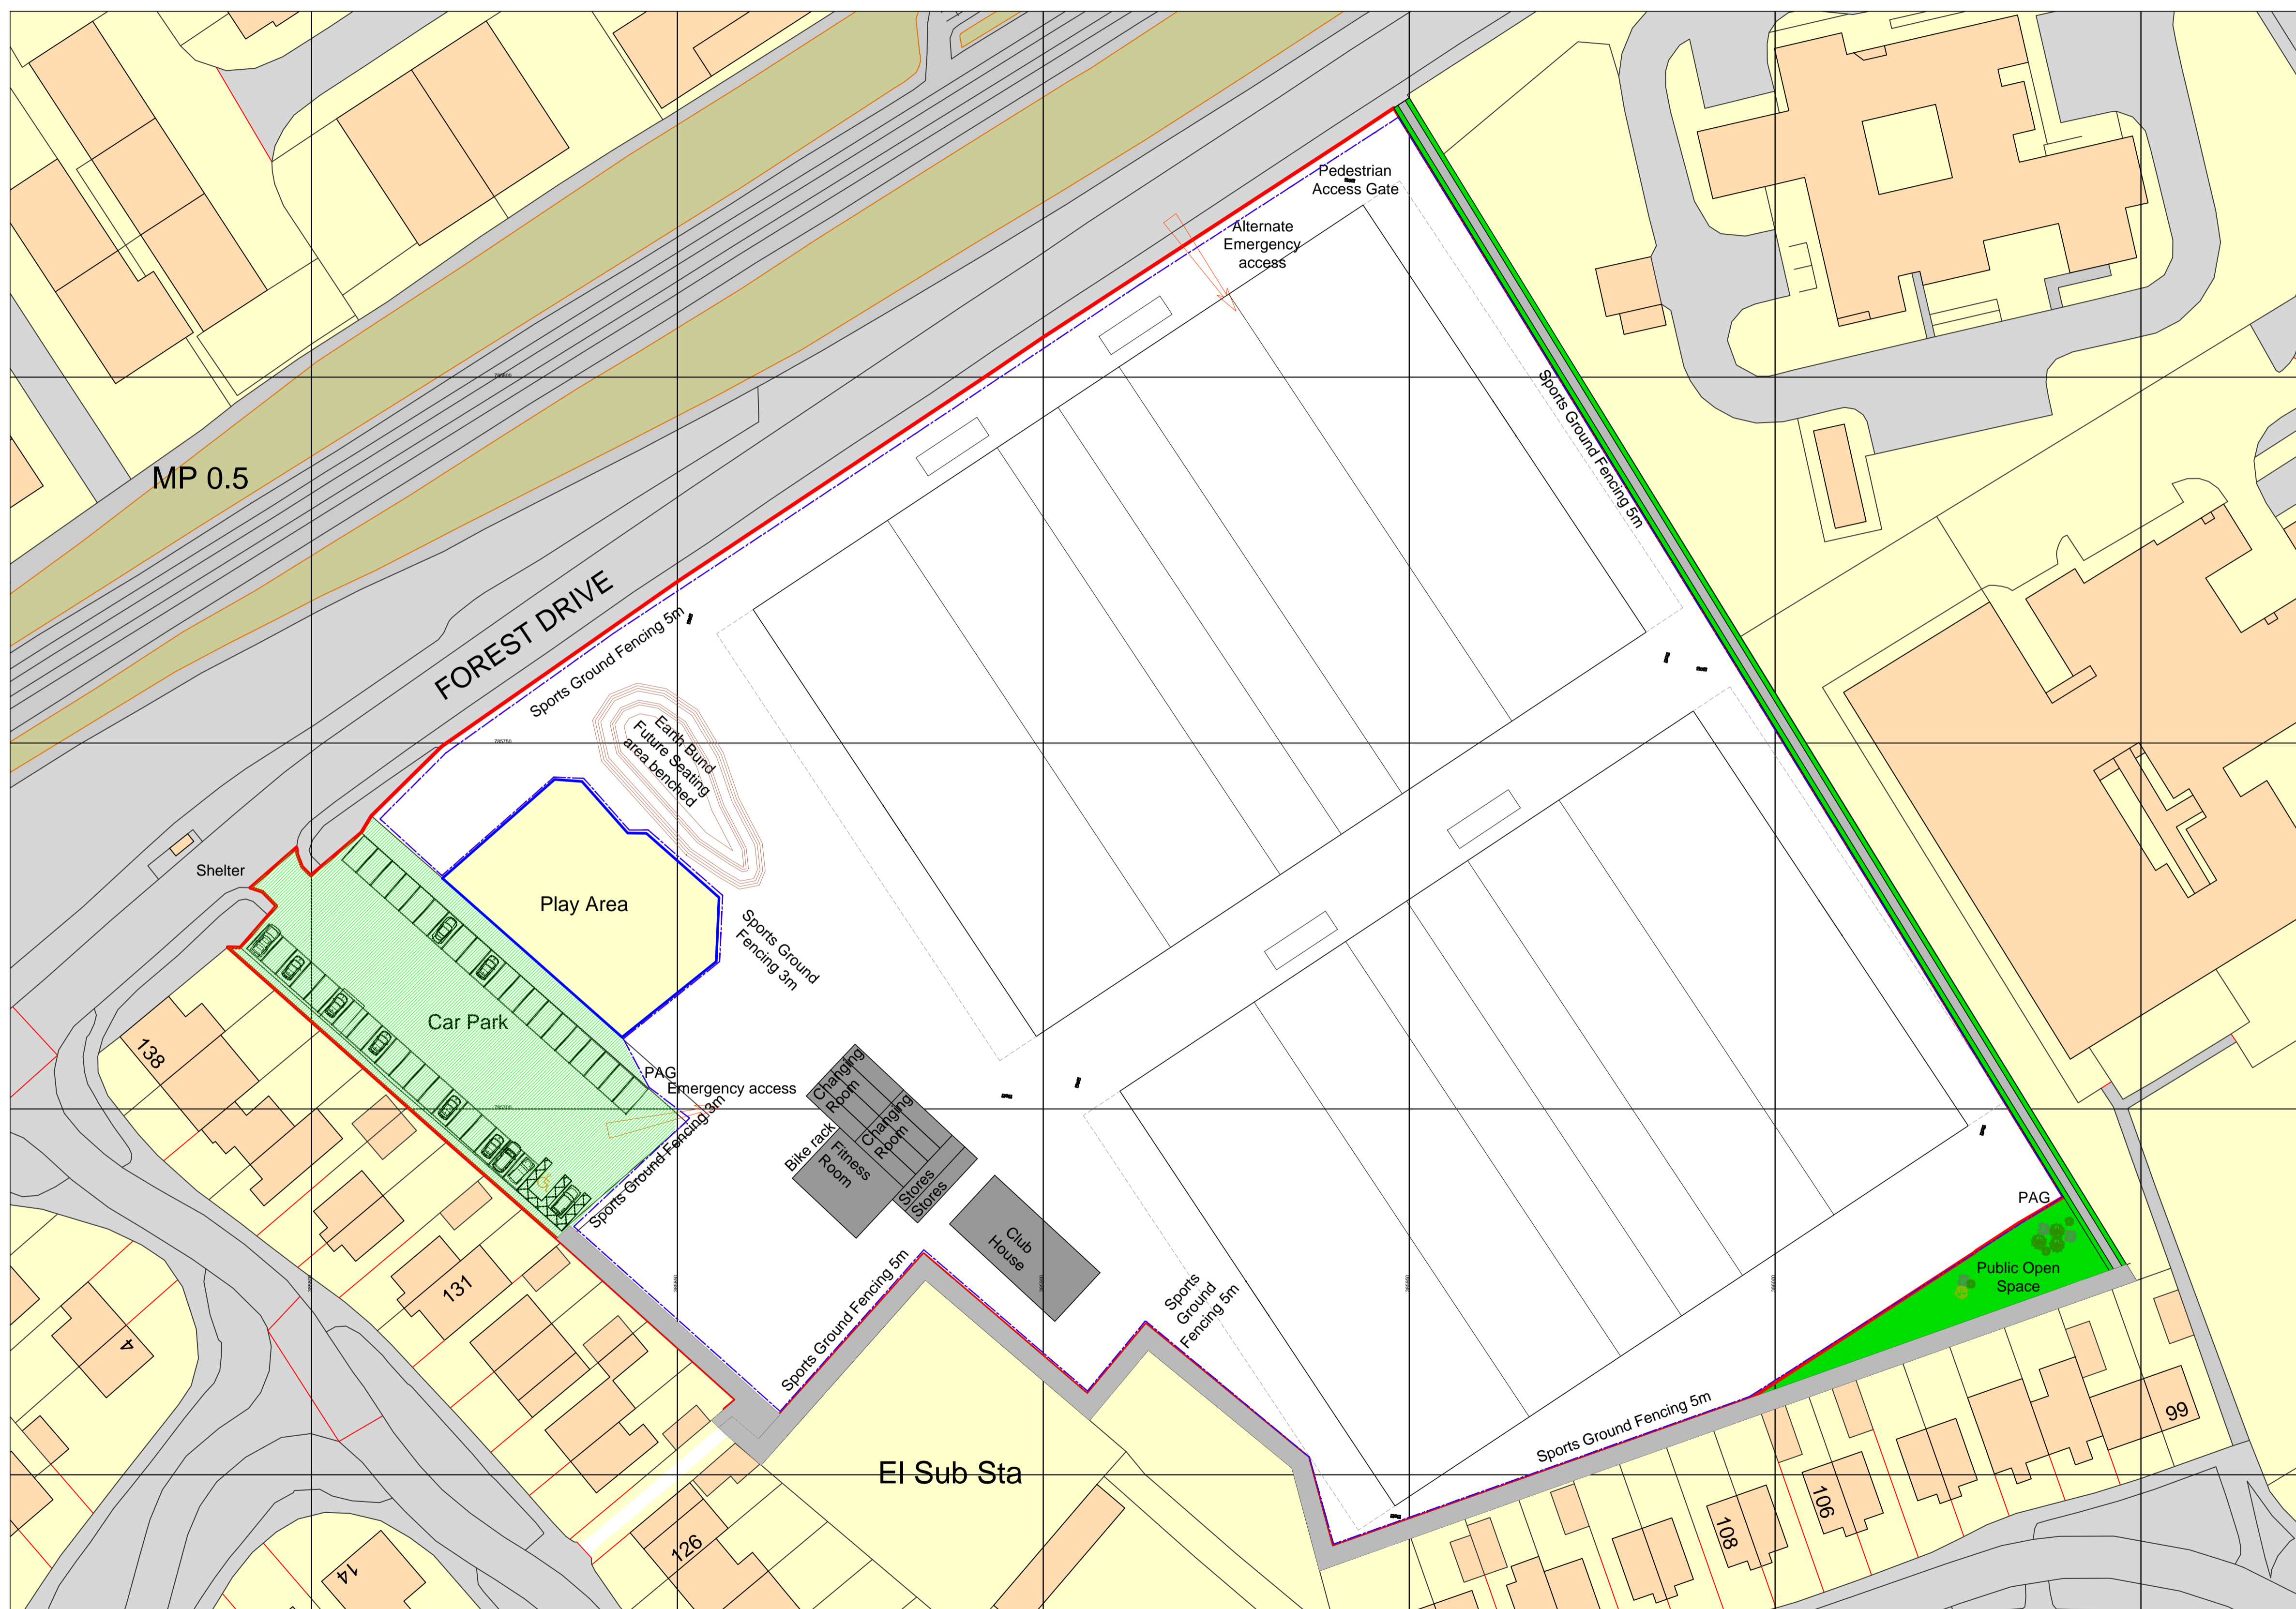 Pedestrian
Access Gate
Alternate
Emergency
access
Sports Ground Fencing 5m
MP 0.5
FOREST DRIVE
Sports Ground Fencing 5m
Earth Bund
Future Seating
area benched
Shelter
Play Area
Sports Ground
Fencing 3m
Car Park
138
PAG
Emergency access
Sports Ground Fencing 3m
Changing
Room
Changing
Room
Bike rack
Fitness
Room
Stores
Stores
Club
House
PAG
Public Open
Space
131
4
Sports Ground Fencing 5m
Sports
Ground
Fencing 5m
Sports Ground Fencing 5m
99
El Sub Sta
106
108
126
14